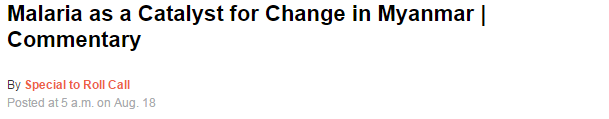 Malaria as a Catalyst for Change in Myanmar |
Commentary
By Special to Roll Call
Posted at 5 a.m. on Aug. 18